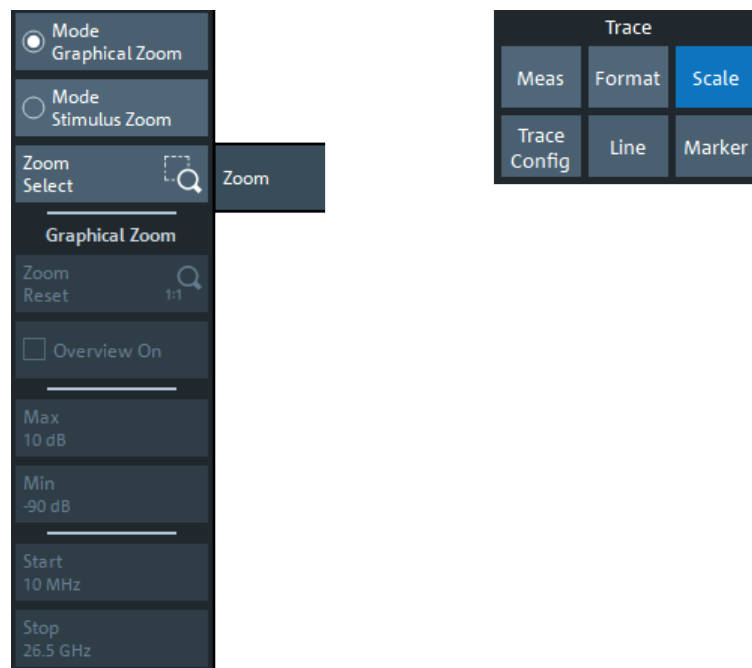 Mode
Graphical Zoom
Mode
Stimulus Zoom
Zoom
Select
Zoom
Graphical Zoom
Zoom
Reset
1:1
Overview On
Max
10 dB
Min
-90 dB
Start
10 MHz
Stop
26.5 GHz
Trace
Meas
Format
Scale
Trace
Config
Line
Marker